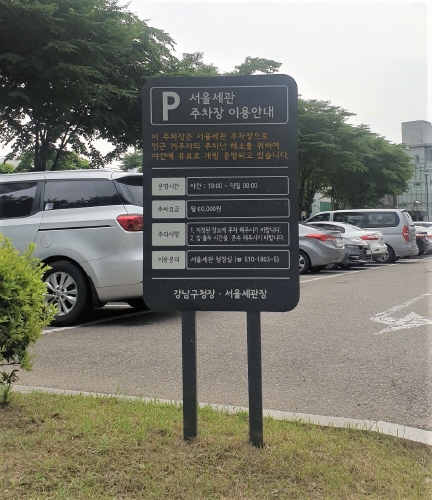 P 서울세관
주차장 이용안내
이 주차장은 서울세관 주차장으로
인근 거주자의 주차난 해소를 위하여
야간에 유료로 개방 운영되고 있습니다.
운영시간 야간 : 19:00 ~ 익일 08:00
주차요금 월 60,000원
주의사항 1. 지정된 장소에 주차 해주시기 바랍니다.
2. 입·출차 시간을 준수 해주시기 바랍니다.
이용문의 서울세관 청장실 (☎ 510-1803~5)
강남구청장 · 서울세관장